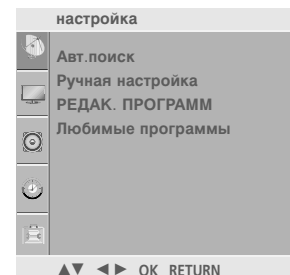 настройка
Авт.поиск
Ручная настройка
РЕДАК. ПРОГРАММ
Любимые программы
▲▼ ◄► OK RETURN